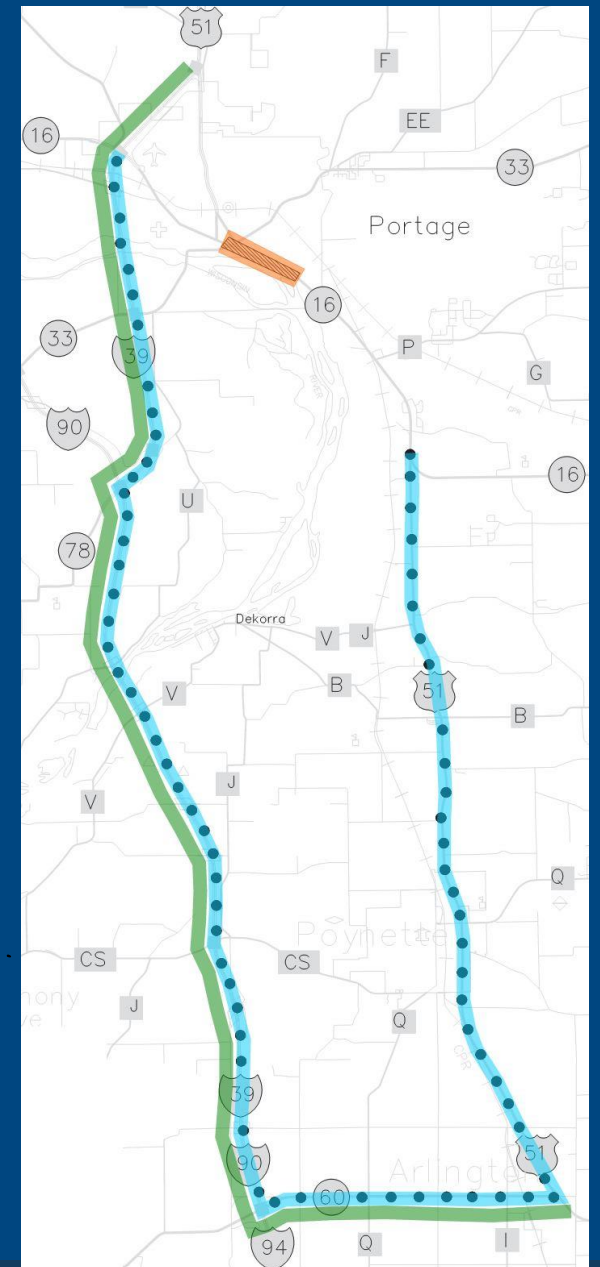 51
F
EE
16
33
Portage
16
33
39
P
G
90
16
U
78
Dekorra
V
J
B
51
V
B
J
V
Q
Poynette
CS
CS
J
Q
39
90
51
Arlington
60
94
Q
I